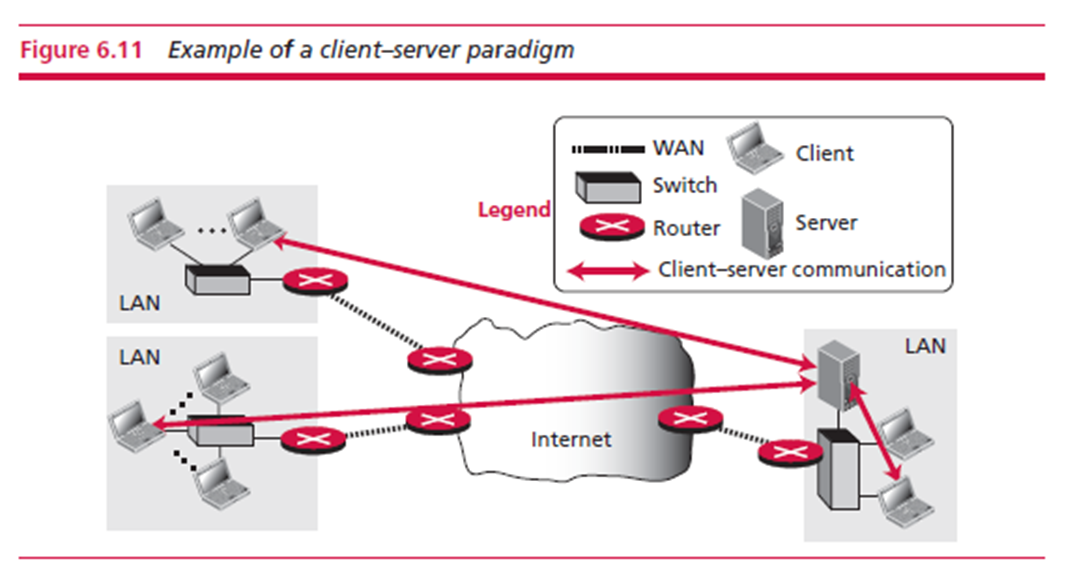 Figure 6.11 Example of a client–server paradigm
WAN
Client
Switch
Legend
Router
Server
Client–server communication
LAN
LAN
LAN
Internet